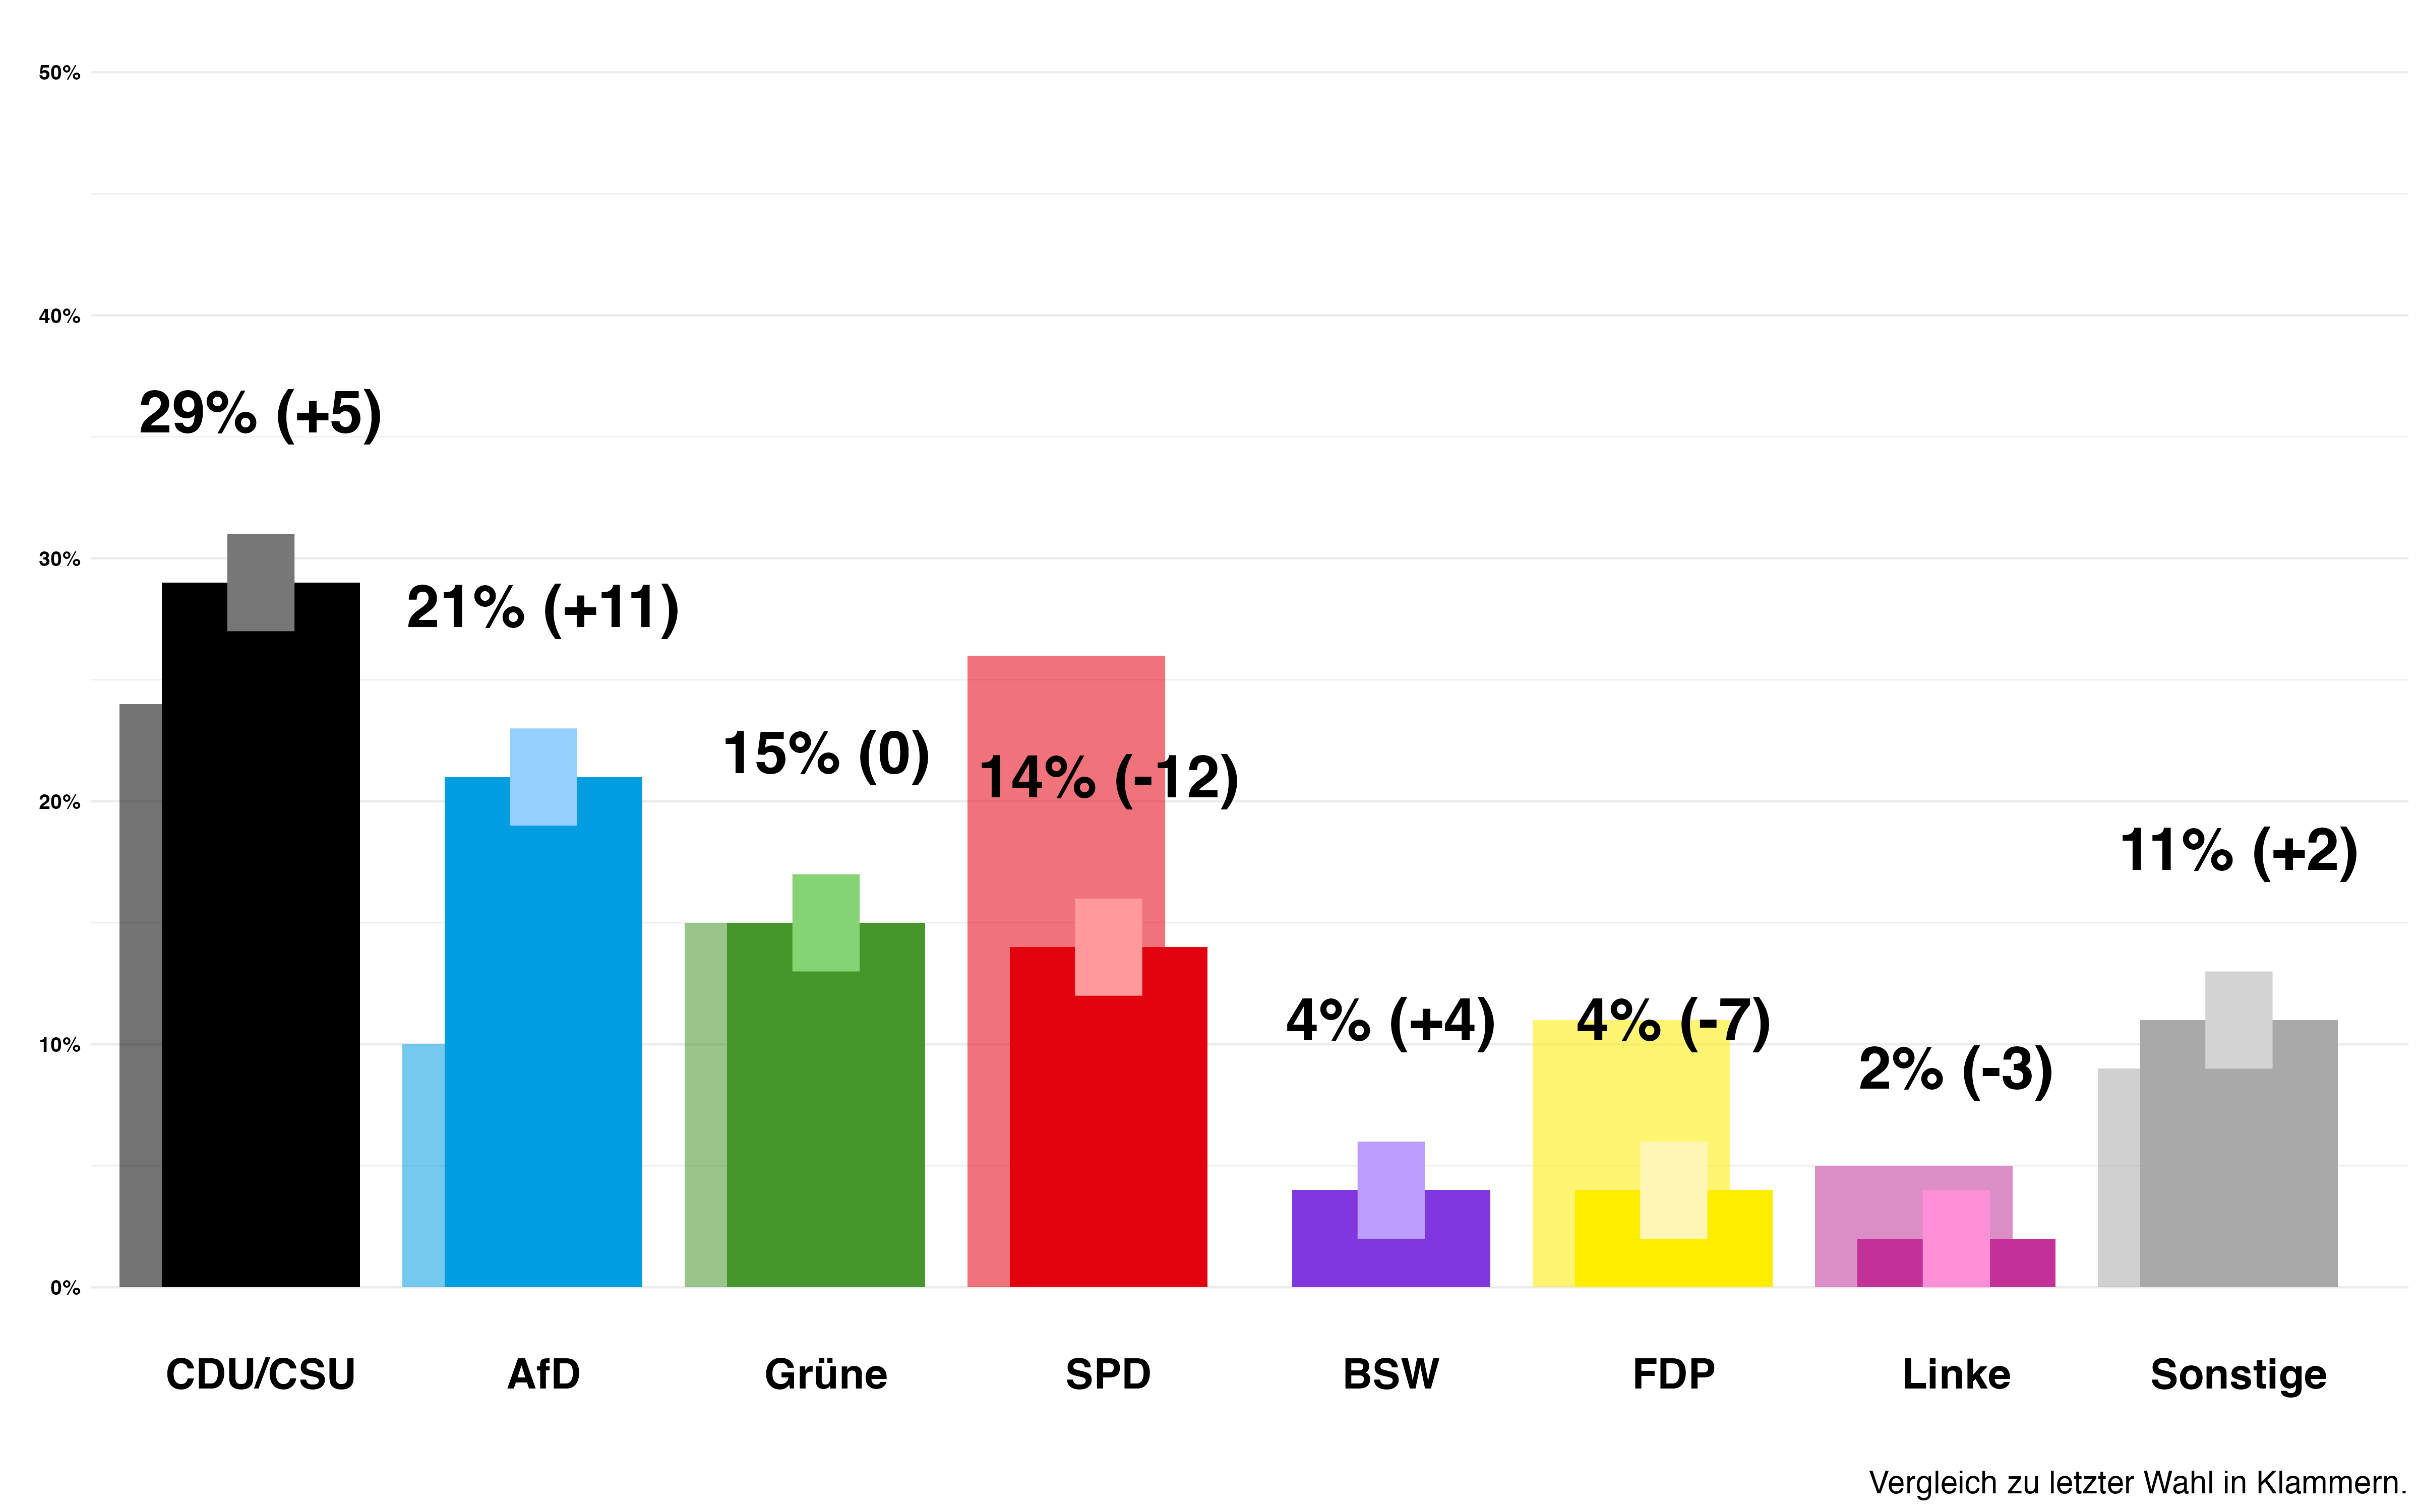 50%
40%
30%
20%
10%
0%
29% (+5)
21% (+11)
15% (0)
14% (-12)
4% (+4)
4% (-7)
2% (-3)
11% (+2)
CDU/CSU
AfD
Grüne
SPD
BSW
FDP
Linke
Sonstige
Vergleich zu letzter Wahl in Klammern.